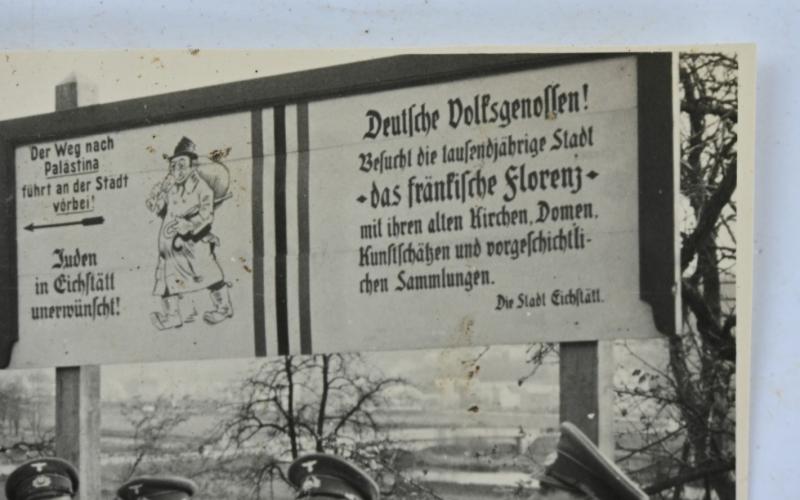 Der Weg nach
Palästina
führt an der Stadt
vorbei!
Juden
in Eichstätt
unerwünscht!
Deutsche Volksgenossen!
Besucht die tausendjährige Stadt
das fränkische Florenz
mit ihren alten Kirchen, Domen,
Kunstschätzen und vorgeschichtli-
chen Sammlungen.
Die Stadt Eichstätt.